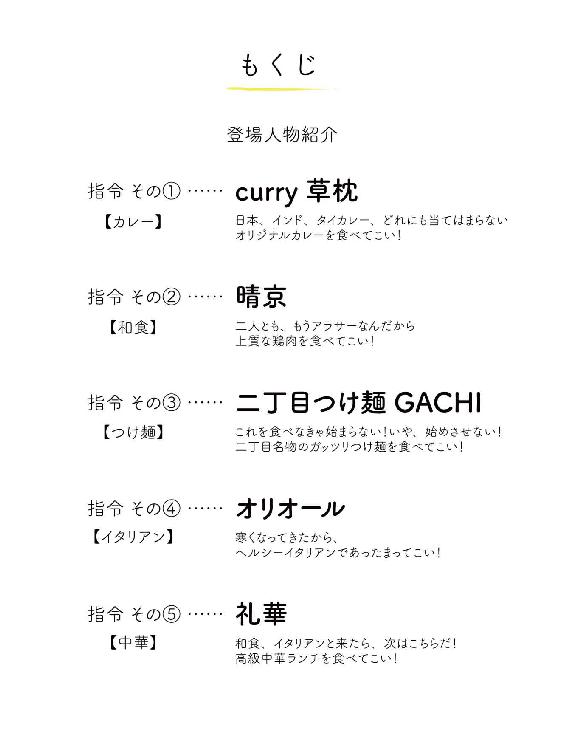 もくじ
登場人物紹介
指令 その① …… curry 草枕
【カレー】
日本、インド、タイカレー、どれにも当てはまらない
オリジナルカレーを食べてこい！
指令 その② …… 晴京
【和食】
二人とも、もうアラサーなんだから
上質な鶏肉を食べてこい！
指令 その③ …… 二丁目つけ麺 GACHI
【つけ麺】
これを食べなきゃ始まらない！いや、始めさせない！
二丁目名物のガッツリつけ麺を食べてこい！
指令 その④ …… オリオール
【イタリアン】
寒くなってきたから、
ヘルシーイタリアンであったまってこい！
指令 その⑤ …… 礼華
【中華】
和食、イタリアンと来たら、次はこちらだ！
高級中華ランチを食べてこい！